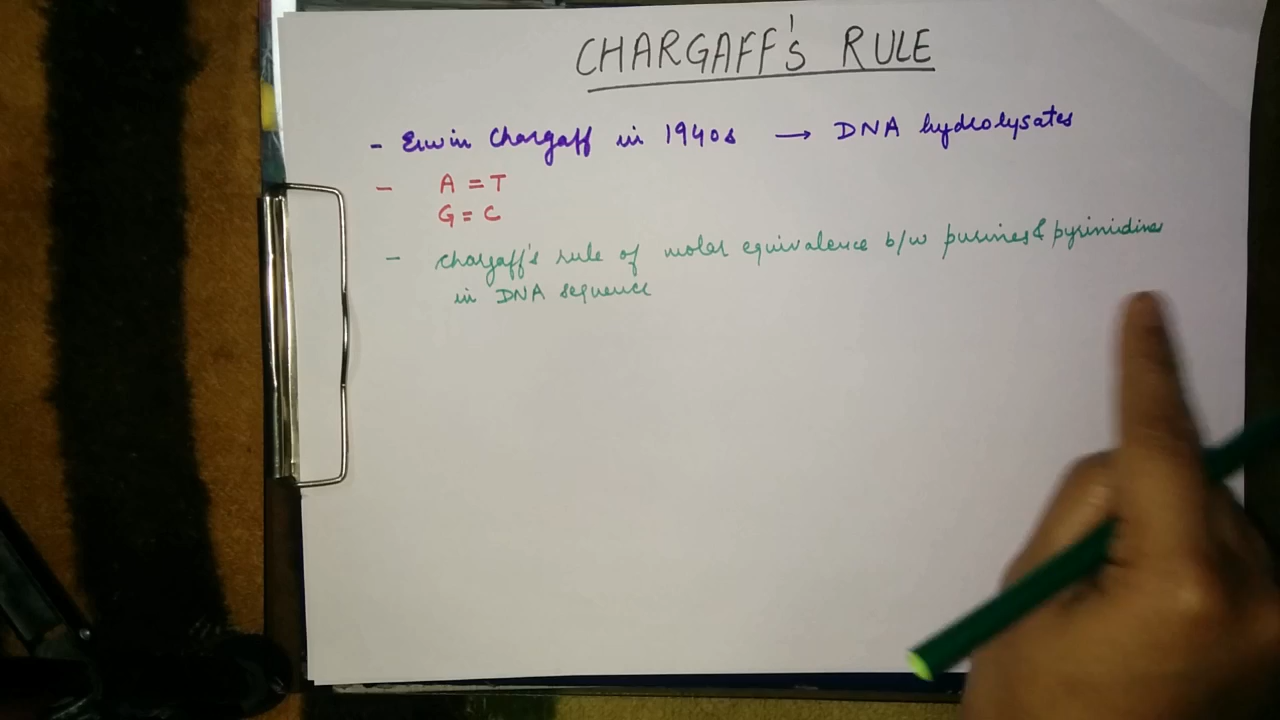 CHARGAFF's RULE
- Erwin Chargaff in 1940s → DNA hydrolysates
- A = T
G = C
- Chargaff's rule of molar equivalence b/w purines & pyrimidines
in DNA sequence